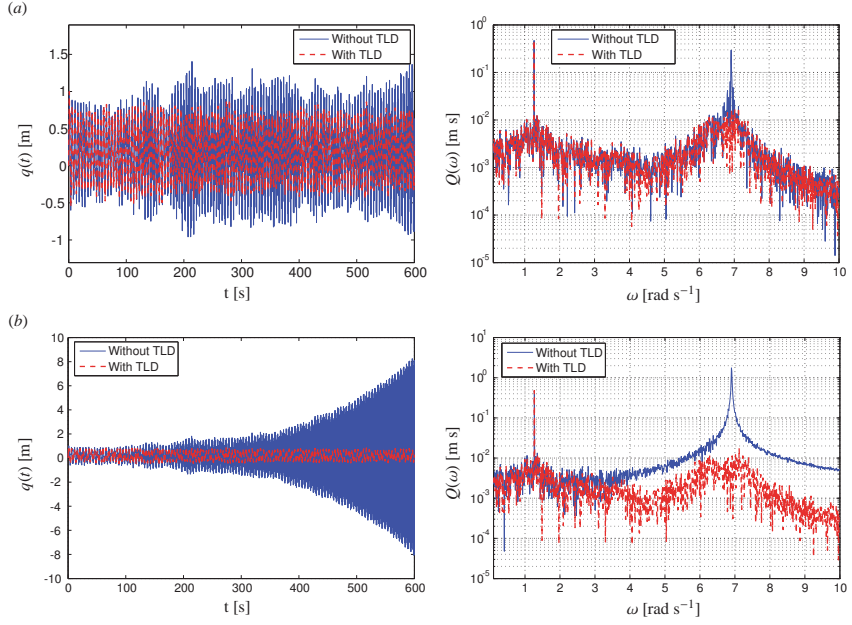 (a)
Without TLD
With TLD
1.5
1
0.5
0
-0.5
-1
q(t) [m]
0 100 200 300 400 500 600
t [s]
Without TLD
With TLD
10^0
10^-1
10^-2
10^-3
10^-4
10^-5
Q(ω) [m s]
1 2 3 4 5 6 7 8 9 10
ω [rad s⁻¹]
(b)
Without TLD
With TLD
10
8
6
4
2
0
-2
-4
-6
-8
-10
q(t) [m]
0 100 200 300 400 500 600
t [s]
Without TLD
With TLD
10^1
10^0
10^-1
10^-2
10^-3
10^-4
10^-5
Q(ω) [m s]
1 2 3 4 5 6 7 8 9 10
ω [rad s⁻¹]